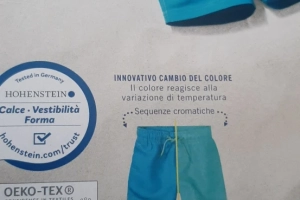 Tested in Germany
HOHENSTEIN
Calce - Vestibilità
Forma
hohenstein.com/trust
INNOVATIVO CAMBIO DEL COLORE
Il colore reagisce alla
variazione di temperatura
Sequenze cromatiche
OEKO-TEX®